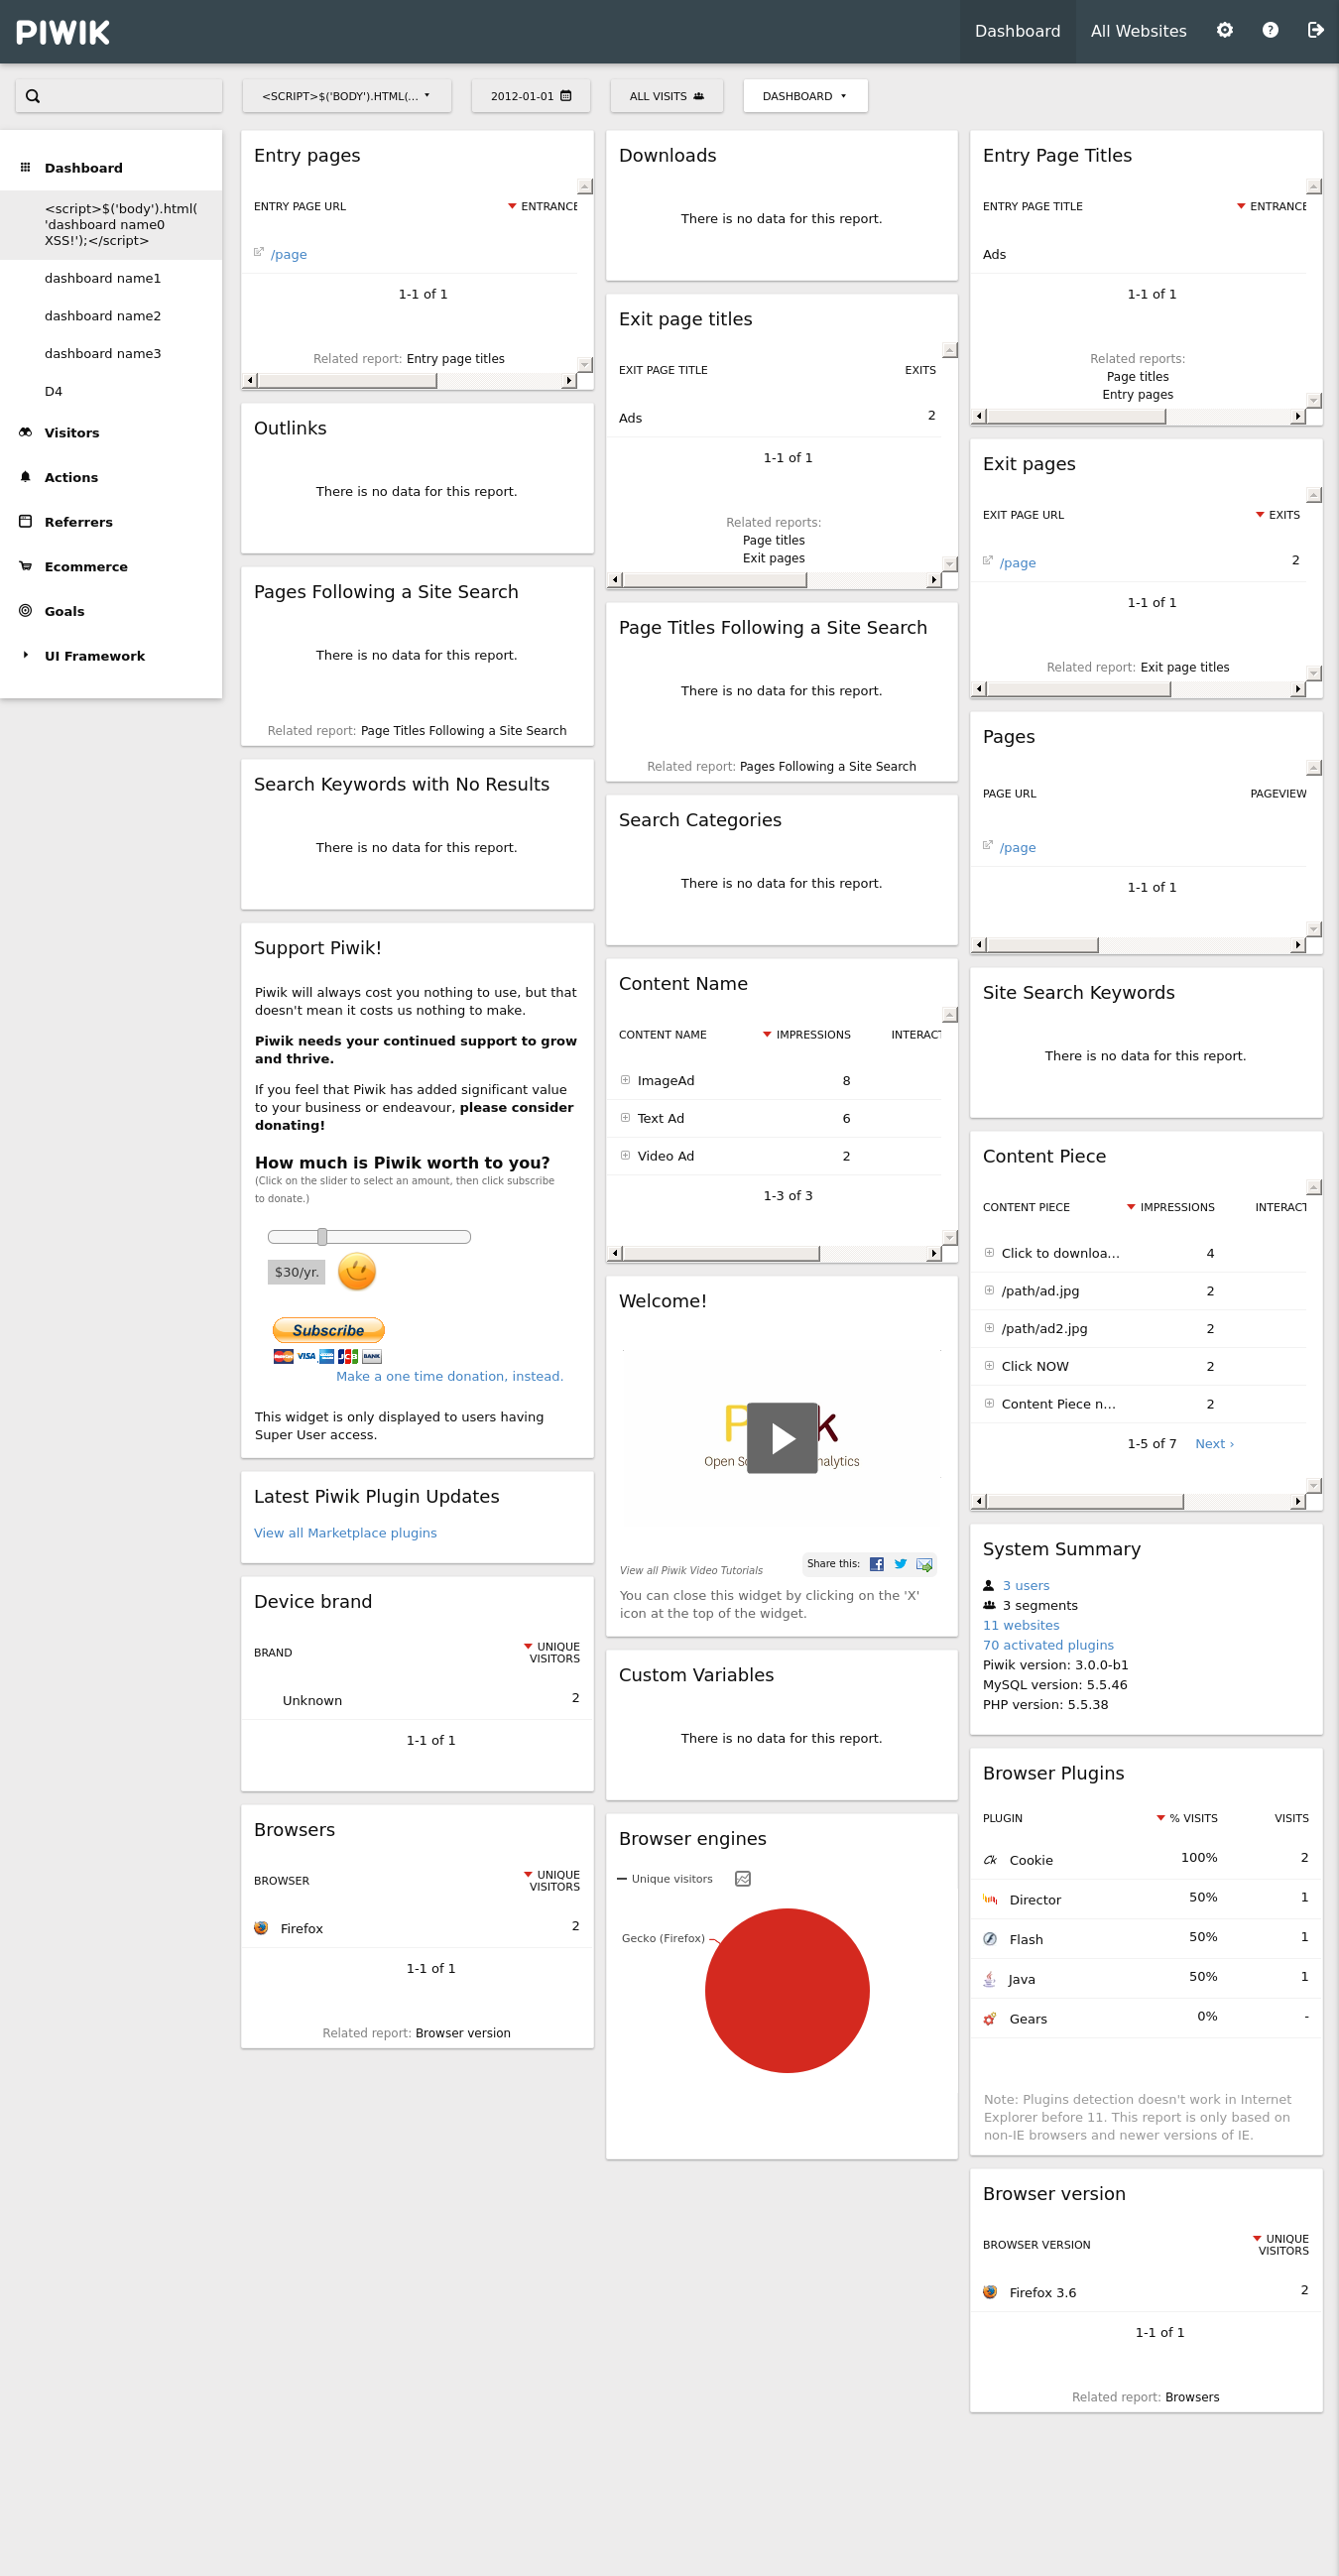 PIWIK
Dashboard
All Websites
<SCRIPT>$('BODY').HTML(...
2012-01-01
ALL VISITS
DASHBOARD
Dashboard
<script>$('body').html(
'dashboard name0
XSS!');</script>
dashboard name1
dashboard name2
dashboard name3
D4
Visitors
Actions
Referrers
Ecommerce
Goals
UI Framework
Entry pages
ENTRY PAGE URL ENTRANCE
/page
1-1 of 1
Related report: Entry page titles
Outlinks
There is no data for this report.
Pages Following a Site Search
There is no data for this report.
Related report: Page Titles Following a Site Search
Search Keywords with No Results
There is no data for this report.
Support Piwik!
Piwik will always cost you nothing to use, but that
doesn't mean it costs us nothing to make.
Piwik needs your continued support to grow
and thrive.
If you feel that Piwik has added significant value
to your business or endeavour, please consider
donating!
How much is Piwik worth to you?
(Click on the slider to select an amount, then click subscribe
to donate.)
$30/yr.
Subscribe
VISA
JCB
BANK
Make a one time donation, instead.
This widget is only displayed to users having
Super User access.
Latest Piwik Plugin Updates
View all Marketplace plugins
Device brand
BRAND UNIQUE
VISITORS
Unknown 2
1-1 of 1
Browsers
BROWSER UNIQUE
VISITORS
Firefox 2
1-1 of 1
Related report: Browser version
Downloads
There is no data for this report.
Exit page titles
EXIT PAGE TITLE EXITS
Ads 2
1-1 of 1
Related reports:
Page titles
Exit pages
Page Titles Following a Site Search
There is no data for this report.
Related report: Pages Following a Site Search
Search Categories
There is no data for this report.
Content Name
CONTENT NAME IMPRESSIONS INTERACT
ImageAd 8
Text Ad 6
Video Ad 2
1-3 of 3
Welcome!
P k
Open So nalytics
View all Piwik Video Tutorials
Share this:
You can close this widget by clicking on the 'X'
icon at the top of the widget.
Custom Variables
There is no data for this report.
Browser engines
Unique visitors
Gecko (Firefox)
Entry Page Titles
ENTRY PAGE TITLE ENTRANCE
Ads
1-1 of 1
Related reports:
Page titles
Entry pages
Exit pages
EXIT PAGE URL EXITS
/page 2
1-1 of 1
Related report: Exit page titles
Pages
PAGE URL PAGEVIEW
/page
1-1 of 1
Site Search Keywords
There is no data for this report.
Content Piece
CONTENT PIECE IMPRESSIONS INTERACT
Click to downloa... 4
/path/ad.jpg 2
/path/ad2.jpg 2
Click NOW 2
Content Piece n... 2
1-5 of 7 Next ›
System Summary
3 users
3 segments
11 websites
70 activated plugins
Piwik version: 3.0.0-b1
MySQL version: 5.5.46
PHP version: 5.5.38
Browser Plugins
PLUGIN % VISITS VISITS
Cookie 100% 2
Director 50% 1
Flash 50% 1
Java 50% 1
Gears 0% -
Note: Plugins detection doesn't work in Internet
Explorer before 11. This report is only based on
non-IE browsers and newer versions of IE.
Browser version
BROWSER VERSION UNIQUE
VISITORS
Firefox 3.6 2
1-1 of 1
Related report: Browsers